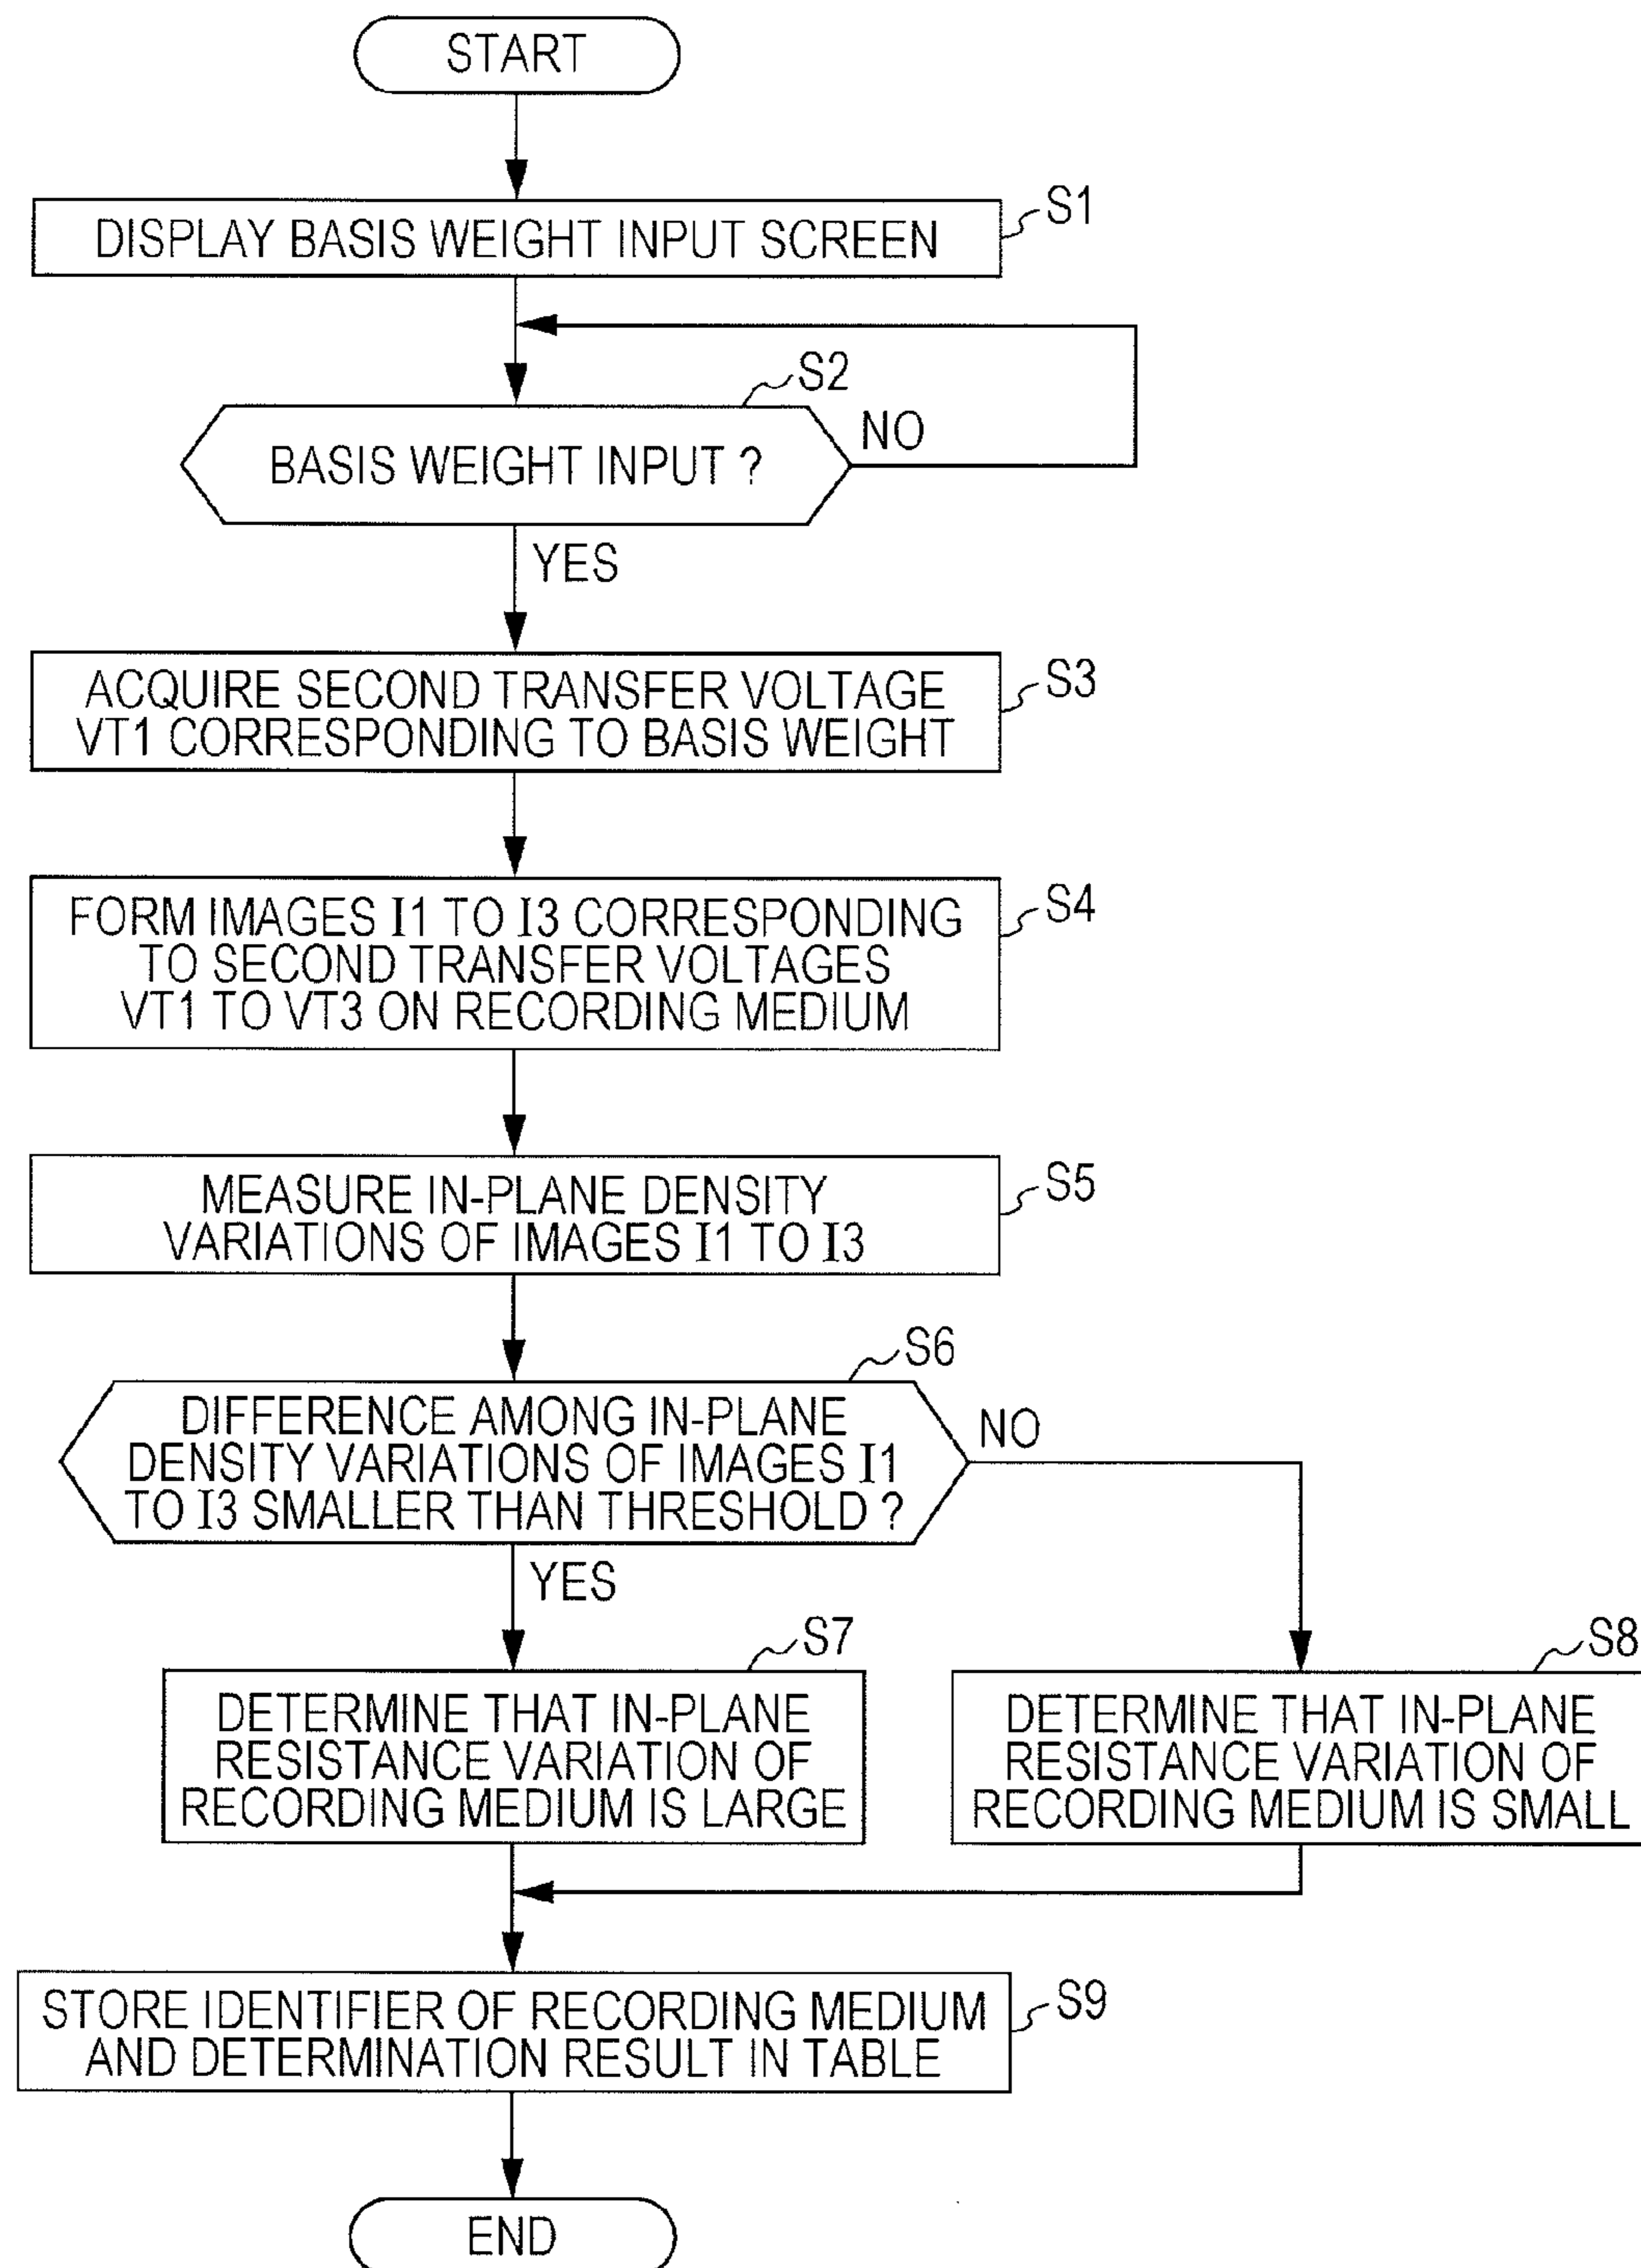 START
S1
DISPLAY BASIS WEIGHT INPUT SCREEN
S2
BASIS WEIGHT INPUT ?
NO
YES
S3
ACQUIRE SECOND TRANSFER VOLTAGE
VT1 CORRESPONDING TO BASIS WEIGHT
S4
FORM IMAGES I1 TO I3 CORRESPONDING
TO SECOND TRANSFER VOLTAGES
VT1 TO VT3 ON RECORDING MEDIUM
S5
MEASURE IN-PLANE DENSITY
VARIATIONS OF IMAGES I1 TO I3
S6
DIFFERENCE AMONG IN-PLANE
DENSITY VARIATIONS OF IMAGES I1
TO I3 SMALLER THAN THRESHOLD ?
NO
YES
S7
DETERMINE THAT IN-PLANE
RESISTANCE VARIATION OF
RECORDING MEDIUM IS LARGE
S8
DETERMINE THAT IN-PLANE
RESISTANCE VARIATION OF
RECORDING MEDIUM IS SMALL
S9
STORE IDENTIFIER OF RECORDING MEDIUM
AND DETERMINATION RESULT IN TABLE
END